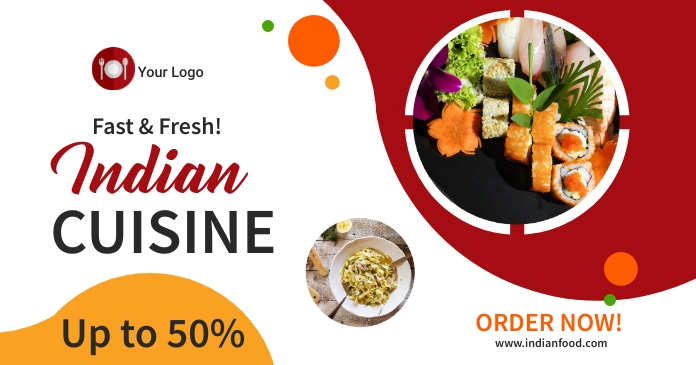 Your Logo
Fast & Fresh!
Indian
CUISINE
Up to 50%
ORDER NOW!
www.indianfood.com